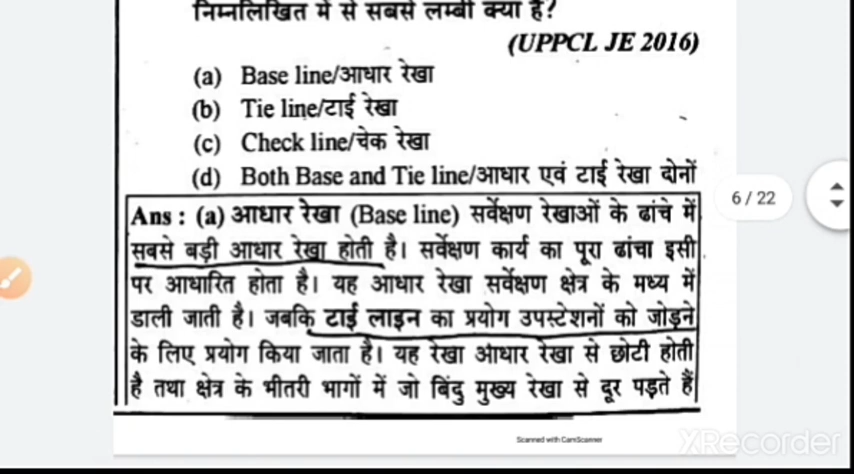 निम्नलिखित में से सबसे लम्बी क्या है?
(UPPCL JE 2016)
(a) Base line/आधार रेखा
(b) Tie line/टाई रेखा
(c) Check line/चेक रेखा
(d) Both Base and Tie line/आधार एवं टाई रेखा दोनों
Ans : (a) आधार रेखा (Base line) सर्वेक्षण रेखाओं के ढांचे में
सबसे बड़ी आधार रेखा होती है। सर्वेक्षण कार्य का पूरा ढांचा इसी
पर आधारित होता है। यह आधार रेखा सर्वेक्षण क्षेत्र के मध्य में
डाली जाती है। जबकि टाई लाइन का प्रयोग उपस्टेशनों को जोड़ने
के लिए प्रयोग किया जाता है। यह रेखा आधार रेखा से छोटी होती
है तथा क्षेत्र के भीतरी भागों में जो बिंदु मुख्य रेखा से दूर पड़ते हैं
6 / 22
Scanned with CamScanner
XRecorder